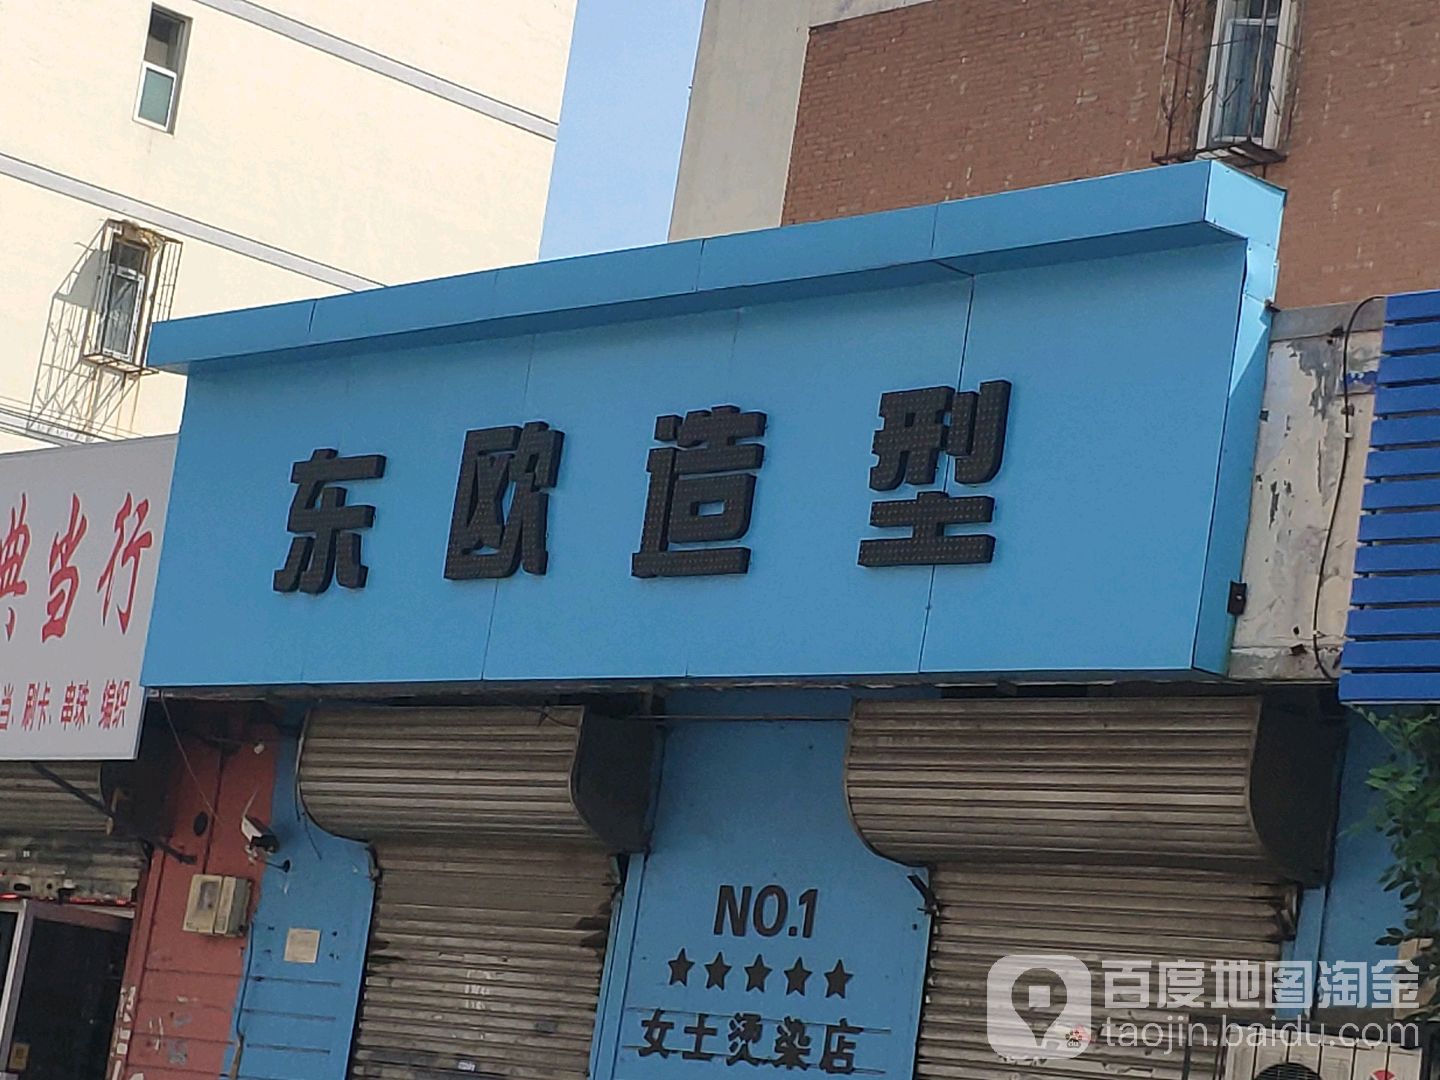 东欧造型
典当行
当、刷卡、串珠、编织
NO.1
★★★★★
女士烫染店
百度地图淘金
taojin.baidu.com